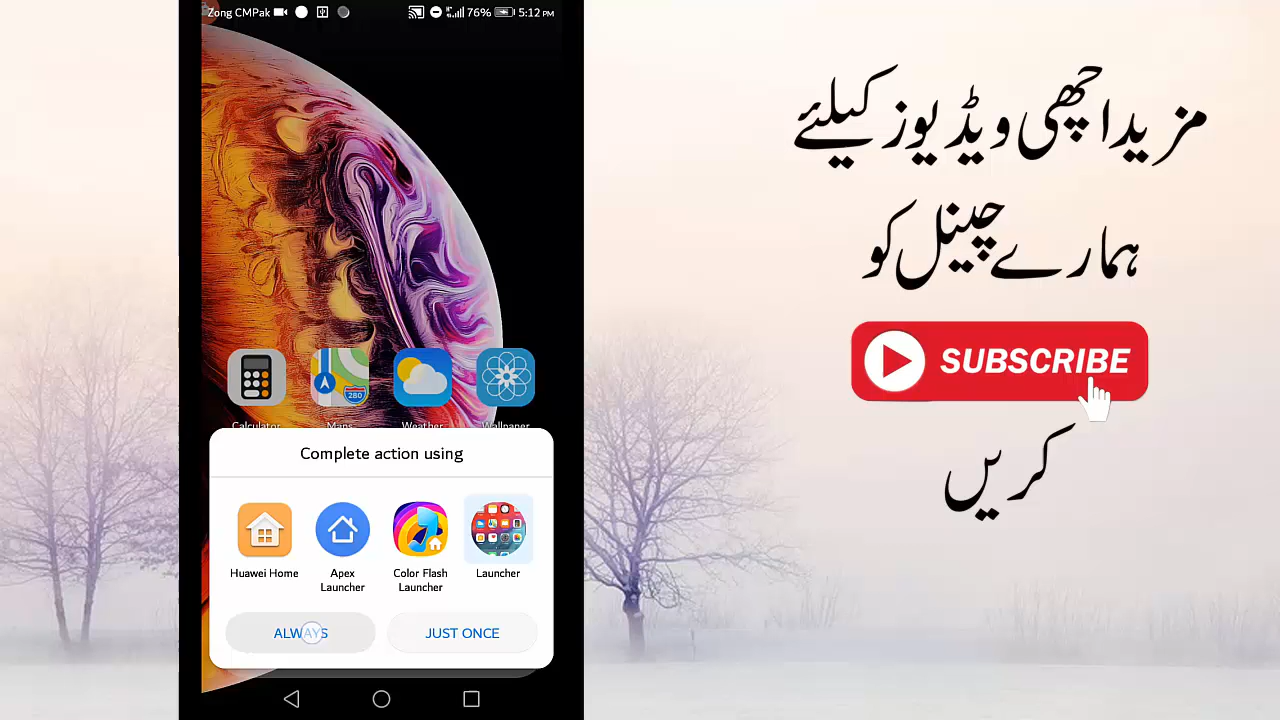 Zong CMPak 76% 5:12 PM
280
Calculator Maps Weather Wallpaper
Complete action using
Huawei Home
Apex Launcher
Color Flash Launcher
Launcher
ALWAYS
JUST ONCE
مزید اچھی ویڈیوز کیلئے
ہمارے چینل کو
SUBSCRIBE
کریں